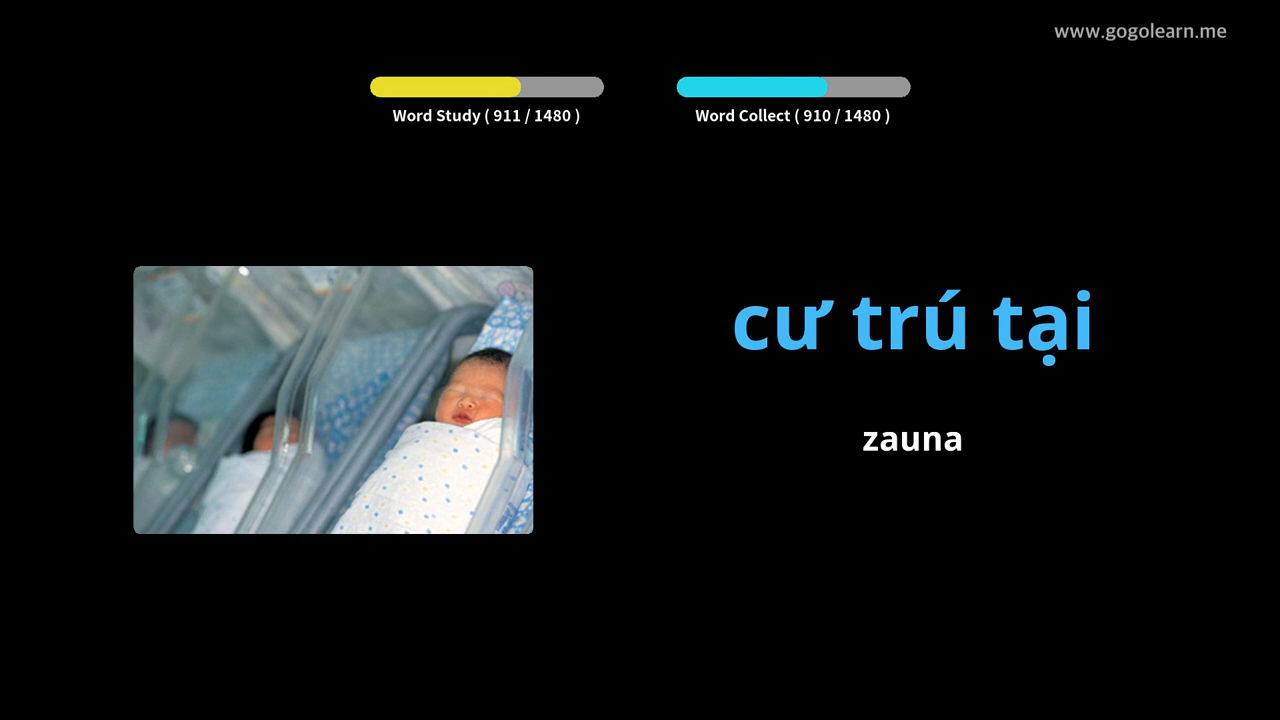 www.gogolearn.me
Word Study ( 911 / 1480 )
Word Collect ( 910 / 1480 )
cư trú tại
zauna